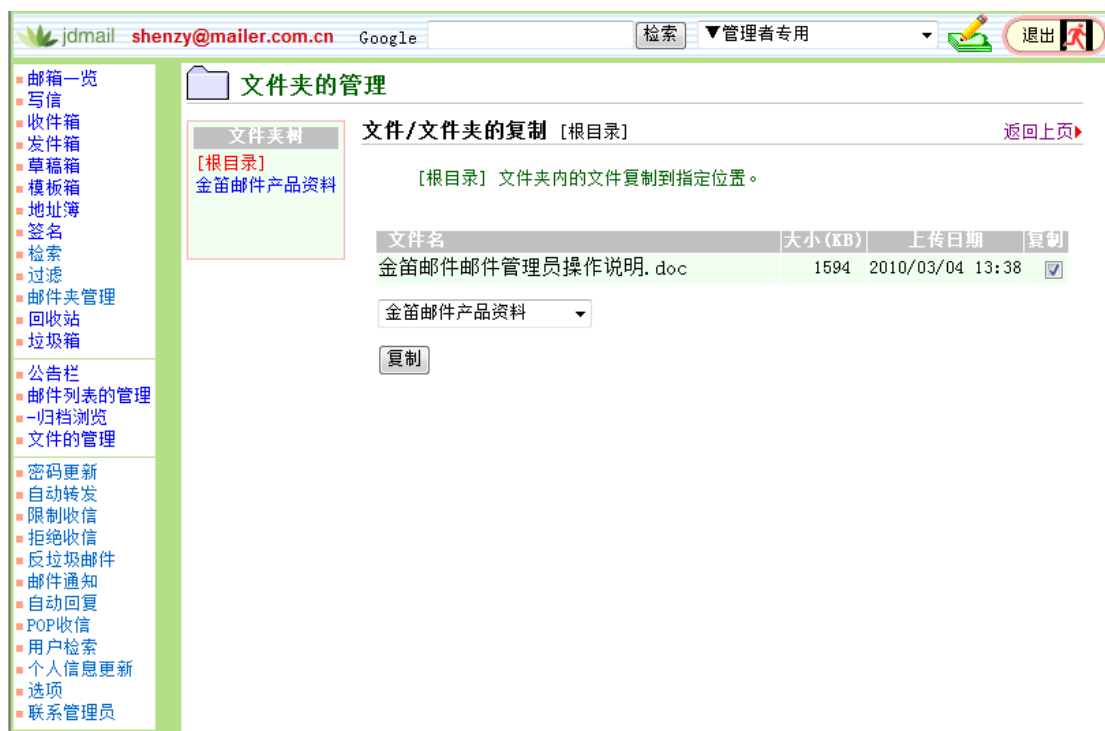 jdmail shenzy@mailer.com.cn Google 检索 ▼管理者专用 退出
邮箱一览
写信
收件箱
发件箱
草稿箱
模板箱
地址簿
签名
检索
过滤
邮件夹管理
回收站
垃圾箱
公告栏
邮件列表的管理
-归档浏览
文件的管理
密码更新
自动转发
限制收信
拒绝收信
反垃圾邮件
邮件通知
自动回复
POP收信
用户检索
个人信息更新
选项
联系管理员
文件夹的管理
文件夹树
[根目录]
金笛邮件产品资料
文件/文件夹的复制 [根目录] 返回上页
[根目录] 文件夹内的文件复制到指定位置。
文件名 大小(KB) 上传日期 复制
金笛邮件邮件管理员操作说明.doc 1594 2010/03/04 13:38
金笛邮件产品资料
复制